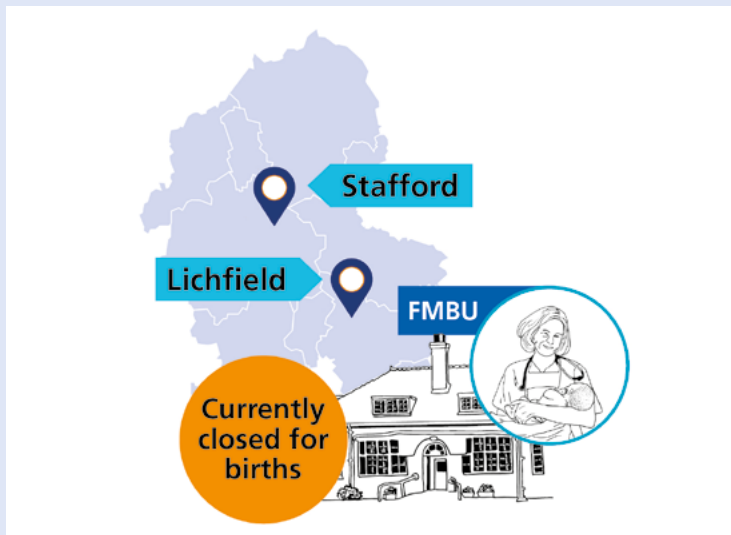 Stafford
Lichfield
FMBU
Currently
closed for
births